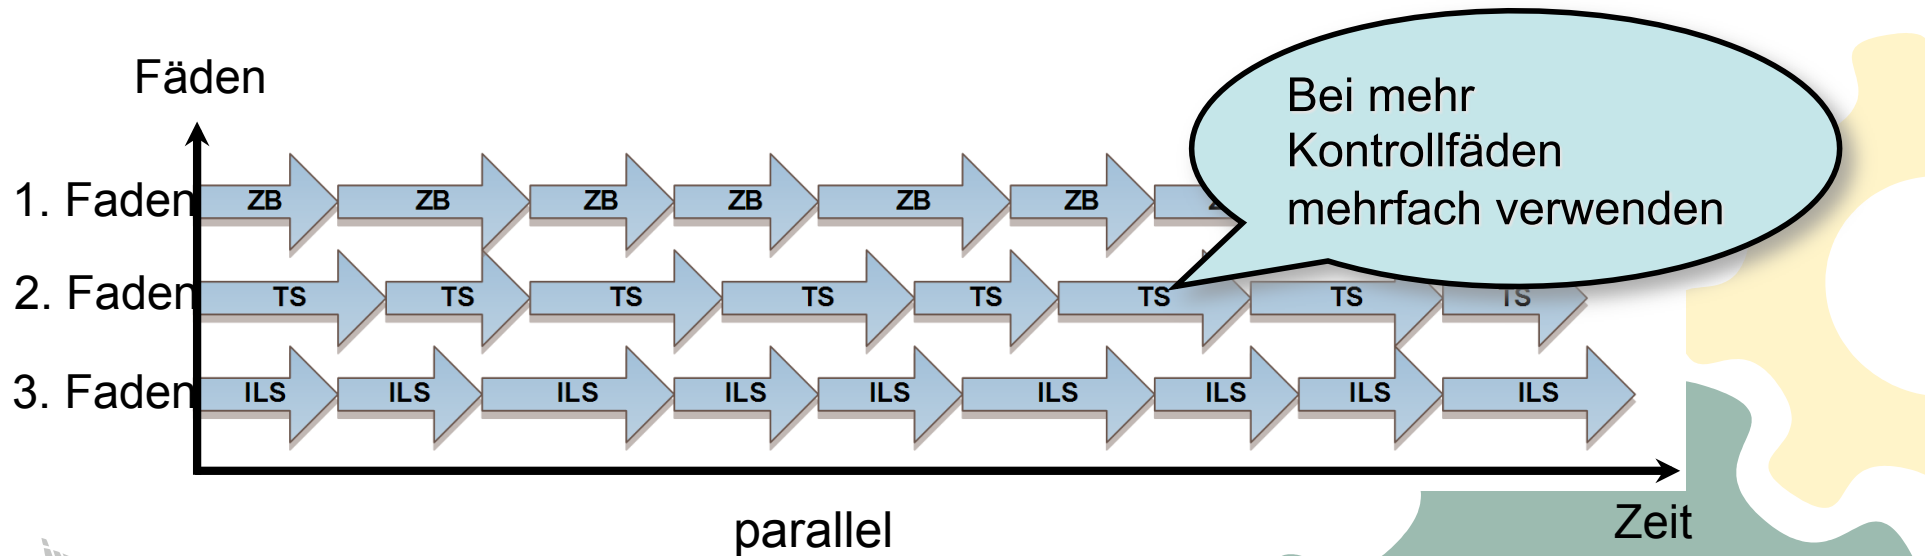 Fäden
Bei mehr
Kontrollfäden
mehrfach verwenden
1. Faden ZB ZB ZB ZB ZB ZB
2. Faden TS TS TS TS TS TS TS TS
3. Faden ILS ILS ILS ILS ILS ILS ILS ILS ILS
parallel
Zeit